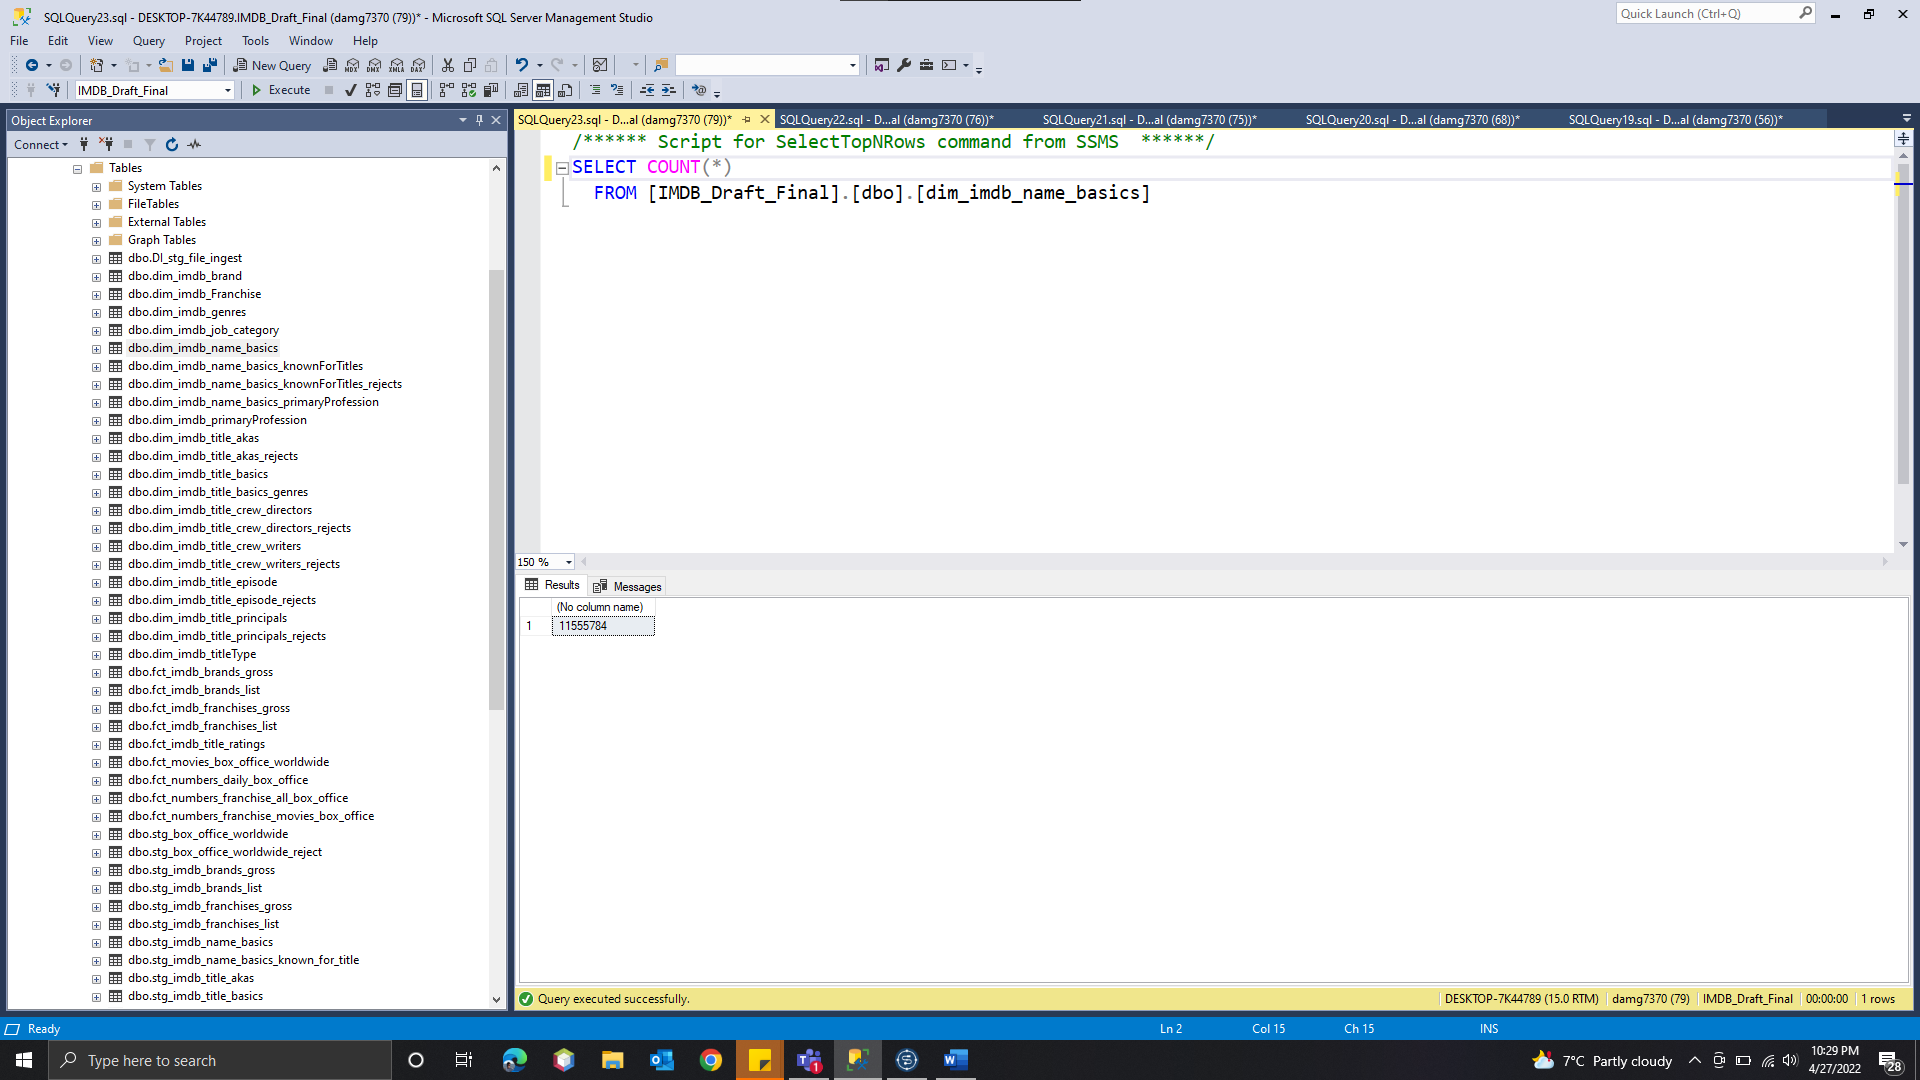 SQLQuery23.sql - DESKTOP-7K44789.IMDB_Draft_Final (damg7370 (79))* - Microsoft SQL Server Management Studio
Quick Launch (Ctrl+Q)
File Edit View Query Project Tools Window Help
New Query
MDX DMX XMLA DAX
IMDB_Draft_Final
Execute
Object Explorer
Connect
Tables
System Tables
FileTables
External Tables
Graph Tables
dbo.DI_stg_file_ingest
dbo.dim_imdb_brand
dbo.dim_imdb_Franchise
dbo.dim_imdb_genres
dbo.dim_imdb_job_category
dbo.dim_imdb_name_basics
dbo.dim_imdb_name_basics_knownForTitles
dbo.dim_imdb_name_basics_knownForTitles_rejects
dbo.dim_imdb_name_basics_primaryProfession
dbo.dim_imdb_primaryProfession
dbo.dim_imdb_title_akas
dbo.dim_imdb_title_akas_rejects
dbo.dim_imdb_title_basics
dbo.dim_imdb_title_basics_genres
dbo.dim_imdb_title_crew_directors
dbo.dim_imdb_title_crew_directors_rejects
dbo.dim_imdb_title_crew_writers
dbo.dim_imdb_title_crew_writers_rejects
dbo.dim_imdb_title_episode
dbo.dim_imdb_title_episode_rejects
dbo.dim_imdb_title_principals
dbo.dim_imdb_title_principals_rejects
dbo.dim_imdb_titleType
dbo.fct_imdb_brands_gross
dbo.fct_imdb_brands_list
dbo.fct_imdb_franchises_gross
dbo.fct_imdb_franchises_list
dbo.fct_imdb_title_ratings
dbo.fct_movies_box_office_worldwide
dbo.fct_numbers_daily_box_office
dbo.fct_numbers_franchise_all_box_office
dbo.fct_numbers_franchise_movies_box_office
dbo.stg_box_office_worldwide
dbo.stg_box_office_worldwide_reject
dbo.stg_imdb_brands_gross
dbo.stg_imdb_brands_list
dbo.stg_imdb_franchises_gross
dbo.stg_imdb_franchises_list
dbo.stg_imdb_name_basics
dbo.stg_imdb_name_basics_known_for_title
dbo.stg_imdb_title_akas
dbo.stg_imdb_title_basics
SQLQuery23.sql - D...al (damg7370 (79))* SQLQuery22.sql - D...al (damg7370 (76))* SQLQuery21.sql - D...al (damg7370 (75))* SQLQuery20.sql - D...al (damg7370 (68))* SQLQuery19.sql - D...al (damg7370 (56))*
/****** Script for SelectTopNRows command from SSMS  ******/
SELECT COUNT(*)
FROM [IMDB_Draft_Final].[dbo].[dim_imdb_name_basics]
150 %
Results Messages
(No column name)
1 11555784
Query executed successfully.
DESKTOP-7K44789 (15.0 RTM) damg7370 (79) IMDB_Draft_Final 00:00:00 1 rows
Ready
Ln 2 Col 15 Ch 15 INS
Type here to search
1
7°C Partly cloudy
10:29 PM
4/27/2022
28